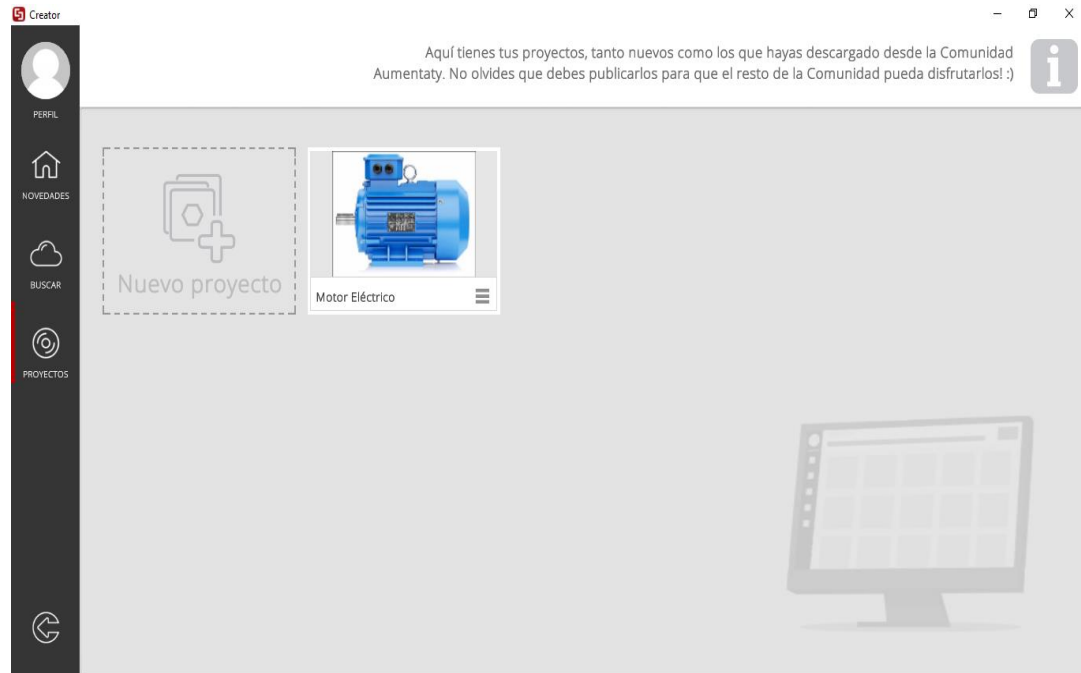 Creator
Aquí tienes tus proyectos, tanto nuevos como los que hayas descargado desde la Comunidad
Aumentaty. No olvides que debes publicarlos para que el resto de la Comunidad pueda disfrutarlos! :)
PERFIL
NOVEDADES
BUSCAR
PROYECTOS
Nuevo proyecto
Motor Eléctrico